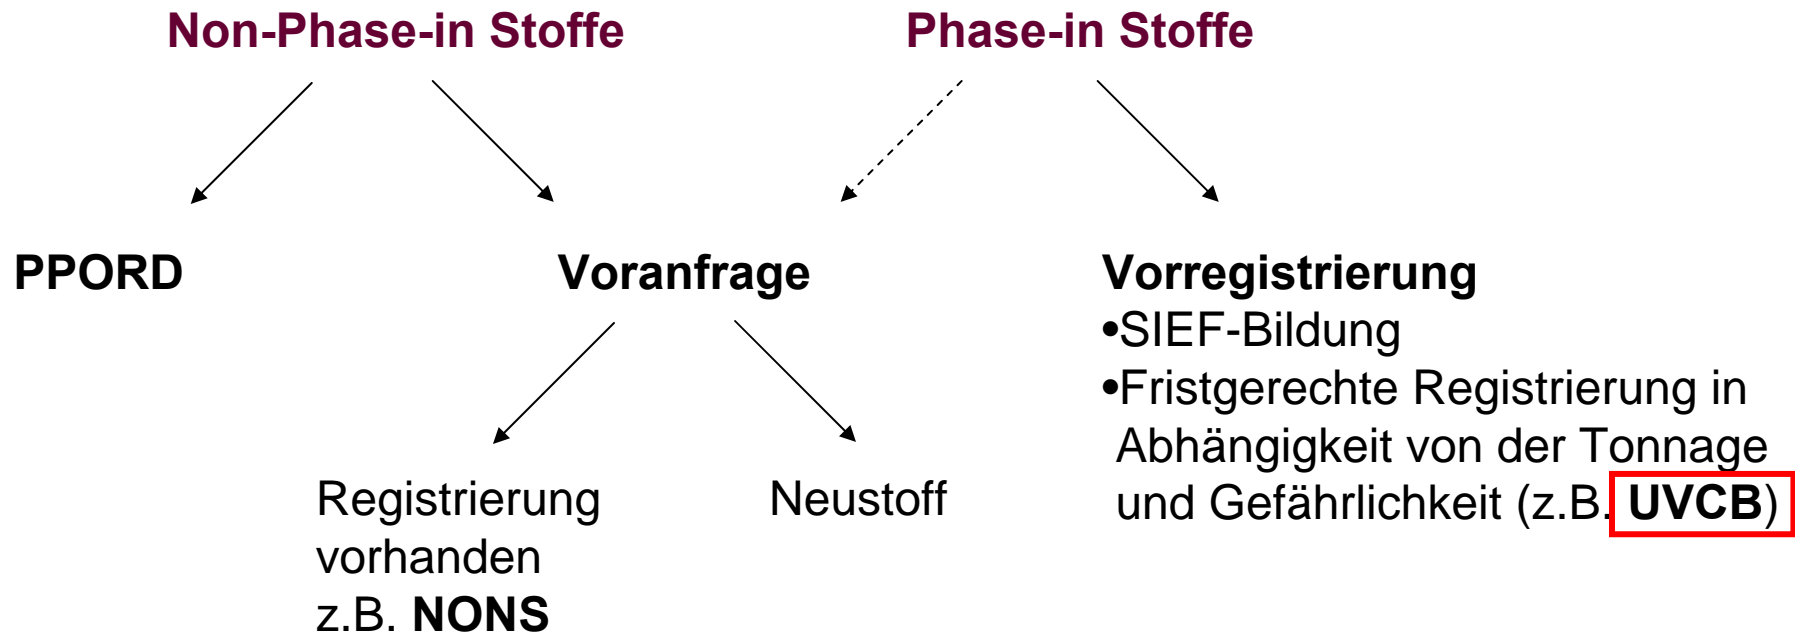 Non-Phase-in Stoffe
Phase-in Stoffe
PPORD
Voranfrage
Vorregistrierung
•SIEF-Bildung
•Fristgerechte Registrierung in
Abhängigkeit von der Tonnage
und Gefährlichkeit (z.B. UVCB)
Registrierung
vorhanden
z.B. NONS
Neustoff